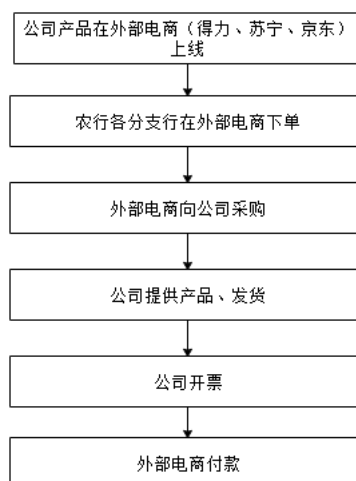 公司产品在外部电商（得力、苏宁、京东）
上线
农行各分支行在外部电商下单
外部电商向公司采购
公司提供产品、发货
公司开票
外部电商付款